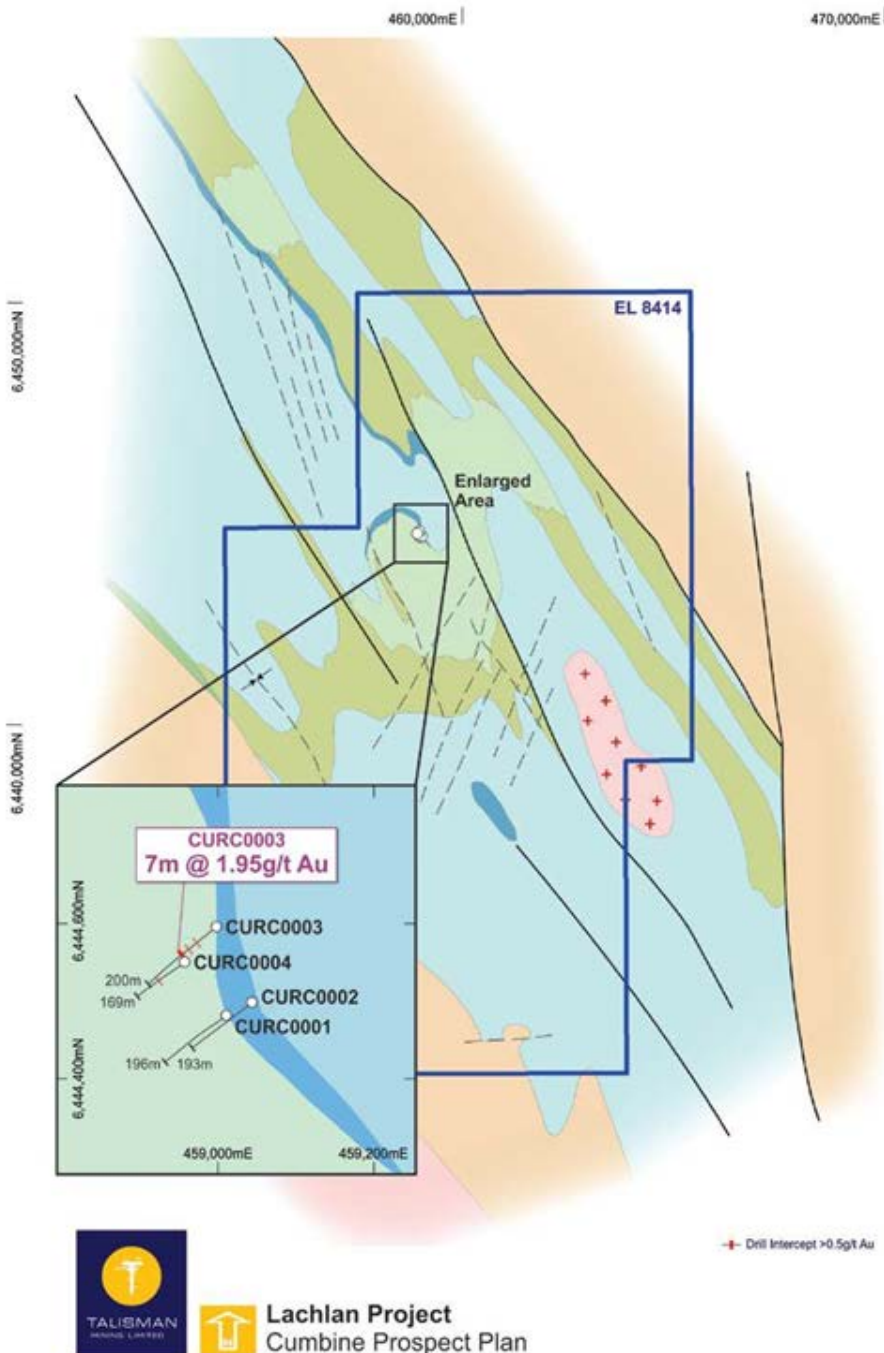 460,000mE
470,000mE
6,450,000mN
EL 8414
Enlarged
Area
6,440,000mN
CURC0003
7m @ 1.95g/t Au
6,444,600mN
CURC0003
CURC0004
200m
169m
CURC0002
CURC0001
196m
193m
6,444,400mN
459,000mE
459,200mE
Drill Intercept >0.5g/t Au
TALISMAN
MINING LIMITED
Lachlan Project
Cumbine Prospect Plan